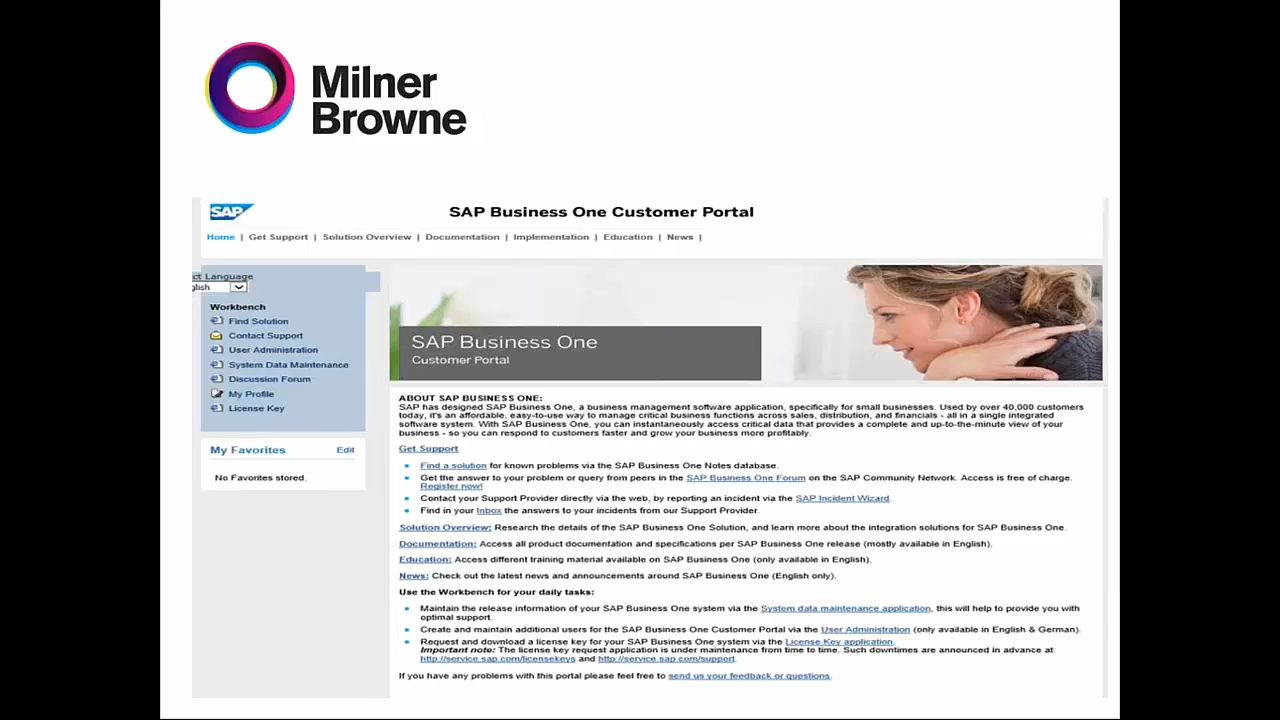 Milner
Browne
SAP
SAP Business One Customer Portal
Home | Get Support | Solution Overview | Documentation | Implementation | Education | News |
ct Language
glish
Workbench
Find Solution
Contact Support
User Administration
System Data Maintenance
Discussion Forum
My Profile
License Key
My Favorites Edit
No Favorites stored.
SAP Business One
Customer Portal
ABOUT SAP BUSINESS ONE:
SAP has designed SAP Business One, a business management software application, specifically for small businesses. Used by over 40,000 customers
today, it's an affordable, easy-to-use way to manage critical business functions across sales, distribution, and financials - all in a single integrated
software system. With SAP Business One, you can instantaneously access critical data that provides a complete and up-to-the-minute view of your
business - so you can respond to customers faster and grow your business more profitably.
Get Support
Find a solution for known problems via the SAP Business One Notes database.
Get the answer to your problem or query from peers in the SAP Business One Forum on the SAP Community Network. Access is free of charge.
Register now!
Contact your Support Provider directly via the web, by reporting an incident via the SAP Incident Wizard.
Find in your Inbox the answers to your incidents from our Support Provider.
Solution Overview: Research the details of the SAP Business One Solution, and learn more about the integration solutions for SAP Business One.
Documentation: Access all product documentation and specifications per SAP Business One release (mostly available in English).
Education: Access different training material available on SAP Business One (only available in English).
News: Check out the latest news and announcements around SAP Business One (English only).
Use the Workbench for your daily tasks:
Maintain the release information of your SAP Business One system via the System data maintenance application, this will help to provide you with
optimal support.
Create and maintain additional users for the SAP Business One Customer Portal via the User Administration (only available in English & German).
Request and download a license key for your SAP Business One system via the License Key application.
Important note: The license key request application is under maintenance from time to time. Such downtimes are announced in advance at:
http://service.sap.com/licensekeys and http://service.sap.com/support.
If you have any problems with this portal please feel free to send us your feedback or questions.